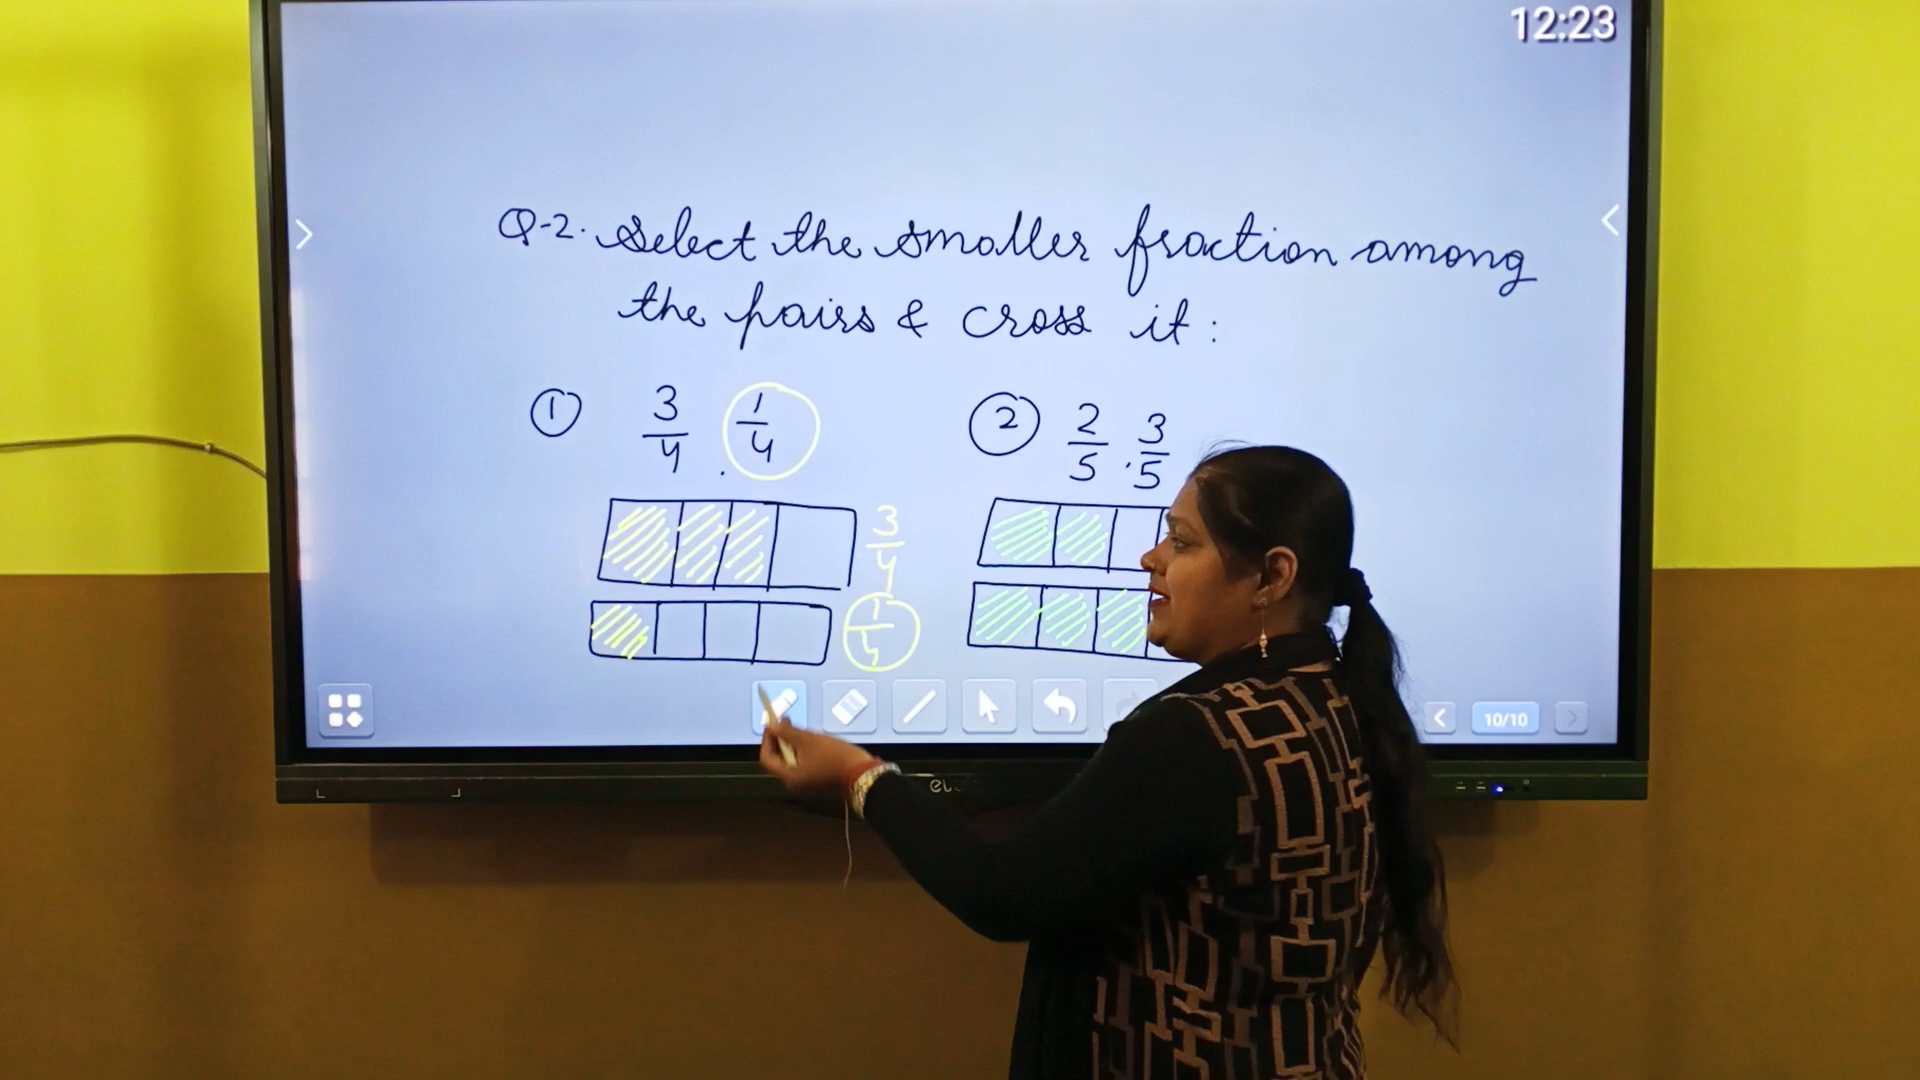 12:23
Q-2. Select the smaller fraction among
the pairs & cross it :
① 3/4 . 1/4
② 2/5 . 3/5
3/4
1/4
10/10